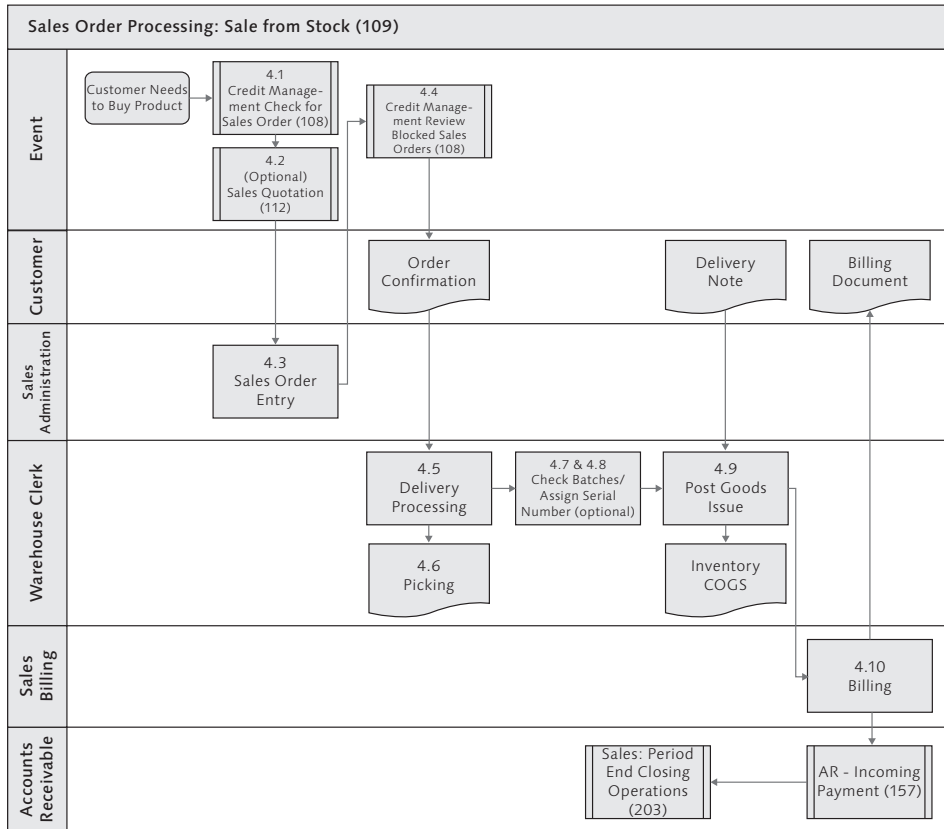 Sales Order Processing: Sale from Stock (109)
Event
Customer Needs
to Buy Product
4.1
Credit Manage-
ment Check for
Sales Order (108)
4.2
(Optional)
Sales Quotation
(112)
4.4
Credit Manage-
ment Review
Blocked Sales
Orders (108)
Customer
Order
Confirmation
Delivery
Note
Billing
Document
Sales
Administration
4.3
Sales Order
Entry
Warehouse Clerk
4.5
Delivery
Processing
4.7 & 4.8
Check Batches/
Assign Serial
Number (optional)
4.9
Post Goods
Issue
4.6
Picking
Inventory
COGS
Sales
Billing
4.10
Billing
Accounts
Receivable
Sales: Period
End Closing
Operations
(203)
AR - Incoming
Payment (157)